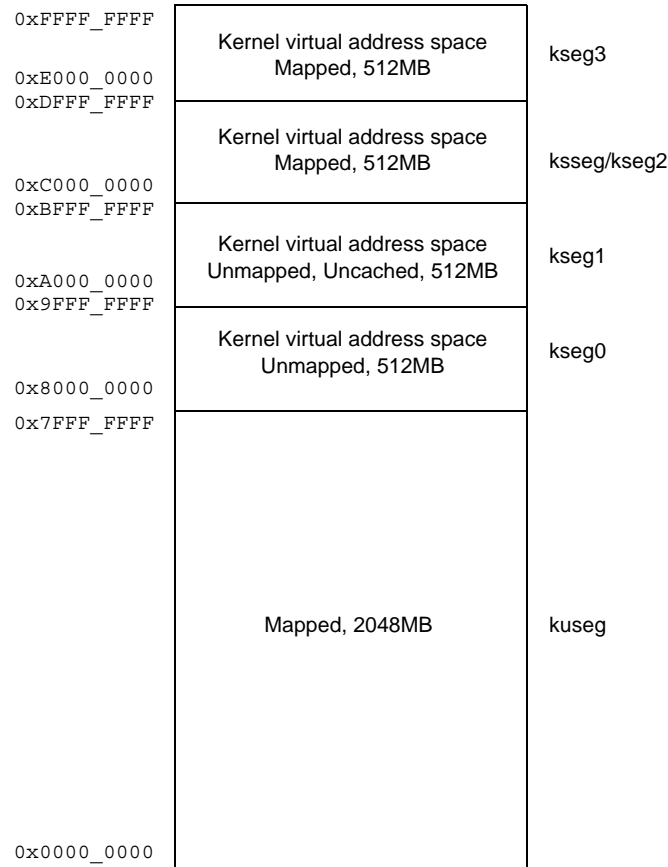 0xFFFF_FFFF
Kernel virtual address space
Mapped, 512MB
kseg3
0xE000_0000
0xDFFF_FFFF
Kernel virtual address space
Mapped, 512MB
ksseg/kseg2
0xC000_0000
0xBFFF_FFFF
Kernel virtual address space
Unmapped, Uncached, 512MB
kseg1
0xA000_0000
0x9FFF_FFFF
Kernel virtual address space
Unmapped, 512MB
kseg0
0x8000_0000
0x7FFF_FFFF
Mapped, 2048MB
kuseg
0x0000_0000